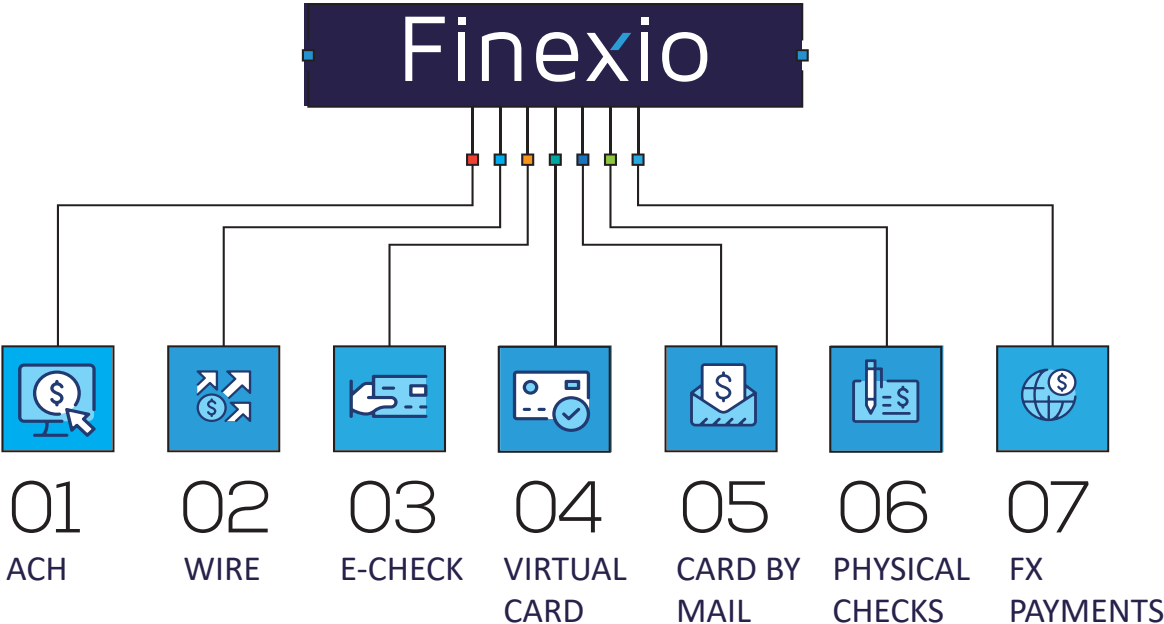 Finexio
01 02 03 04 05 06 07
ACH WIRE E-CHECK VIRTUAL CARD BY PHYSICAL FX
CARD MAIL CHECKS PAYMENTS